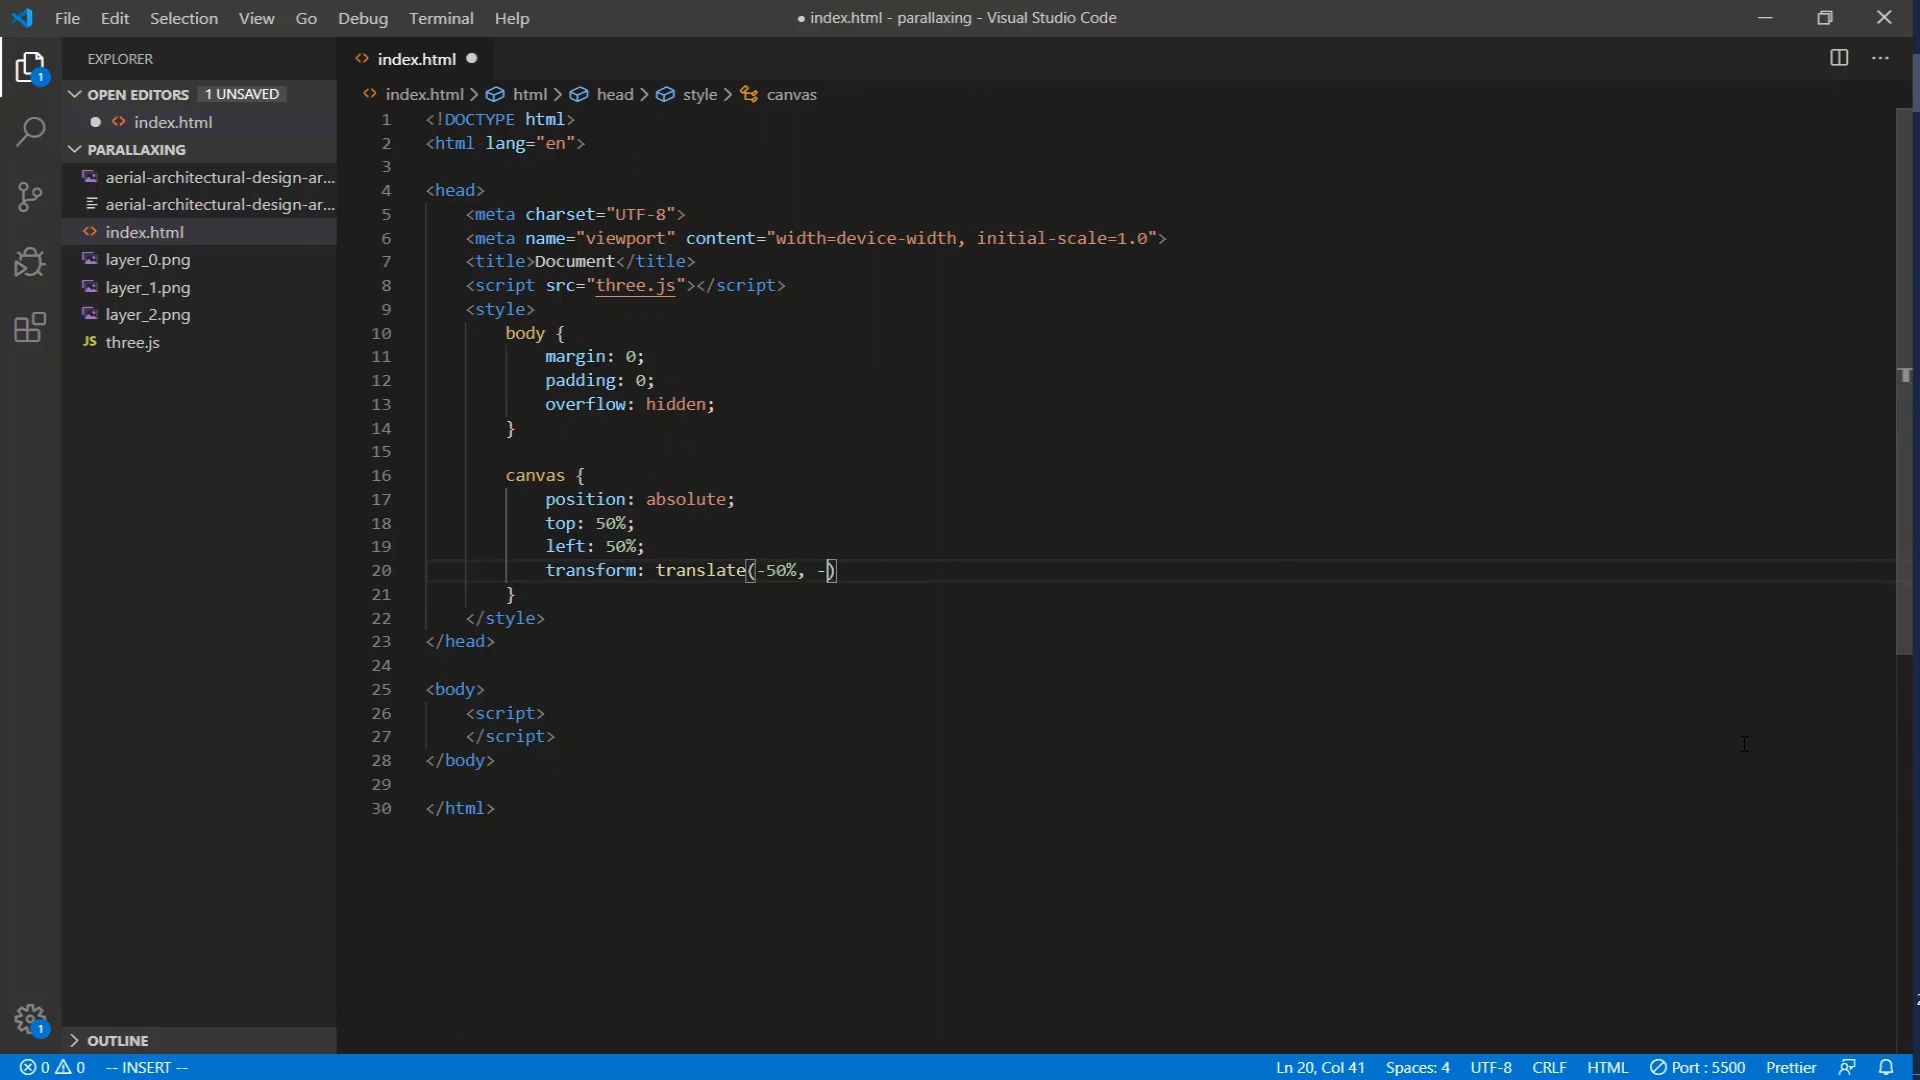 File Edit Selection View Go Debug Terminal Help
● index.html - parallaxing - Visual Studio Code
EXPLORER
index.html
OPEN EDITORS 1 UNSAVED
index.html
PARALLAXING
aerial-architectural-design-ar...
aerial-architectural-design-ar...
index.html
layer_0.png
layer_1.png
layer_2.png
JS three.js
OUTLINE
1
1
index.html > html > head > style > canvas
1 <!DOCTYPE html>
2 <html lang="en">
3
4 <head>
5 <meta charset="UTF-8">
6 <meta name="viewport" content="width=device-width, initial-scale=1.0">
7 <title>Document</title>
8 <script src="three.js"></script>
9 <style>
10 body {
11 margin: 0;
12 padding: 0;
13 overflow: hidden;
14 }
15
16 canvas {
17 position: absolute;
18 top: 50%;
19 left: 50%;
20 transform: translate(-50%, -)
21 }
22 </style>
23 </head>
24
25 <body>
26 <script>
27 </script>
28 </body>
29
30 </html>
0 0 -- INSERT -- Ln 20, Col 41 Spaces: 4 UTF-8 CRLF HTML Port : 5500 Prettier